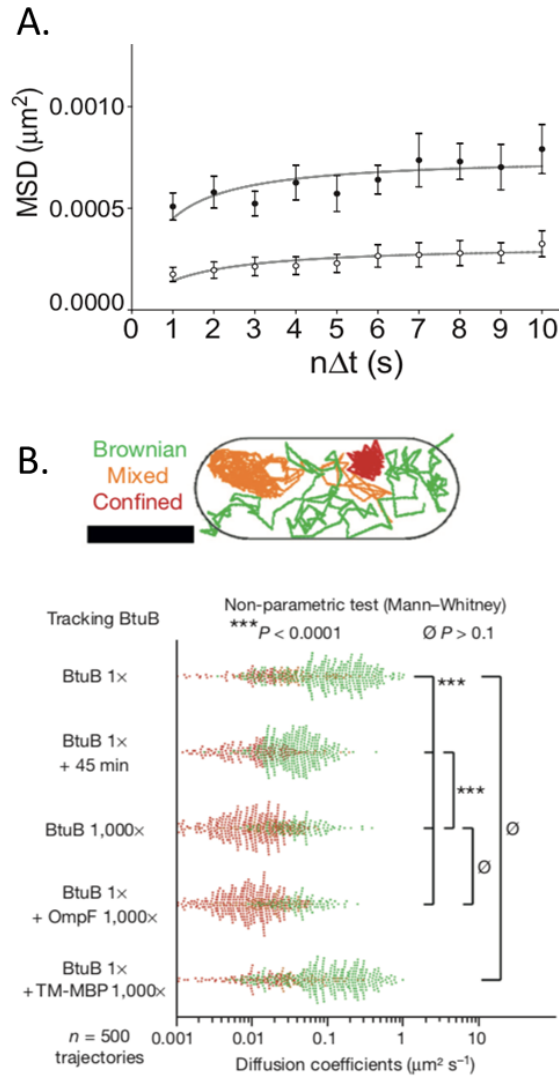 A.
MSD (μm²)
0.0010
0.0005
0.0000
0 1 2 3 4 5 6 7 8 9 10
nΔt (s)
B.
Brownian
Mixed
Confined
Tracking BtuB
Non-parametric test (Mann–Whitney)
***P < 0.0001 Ø P > 0.1
BtuB 1×
BtuB 1×
+ 45 min
BtuB 1,000×
BtuB 1×
+ OmpF 1,000×
BtuB 1×
+TM-MBP 1,000×
***
***
Ø
Ø
n = 500
trajectories
0.001 0.01 0.1 1 10
Diffusion coefficients (μm² s⁻¹)